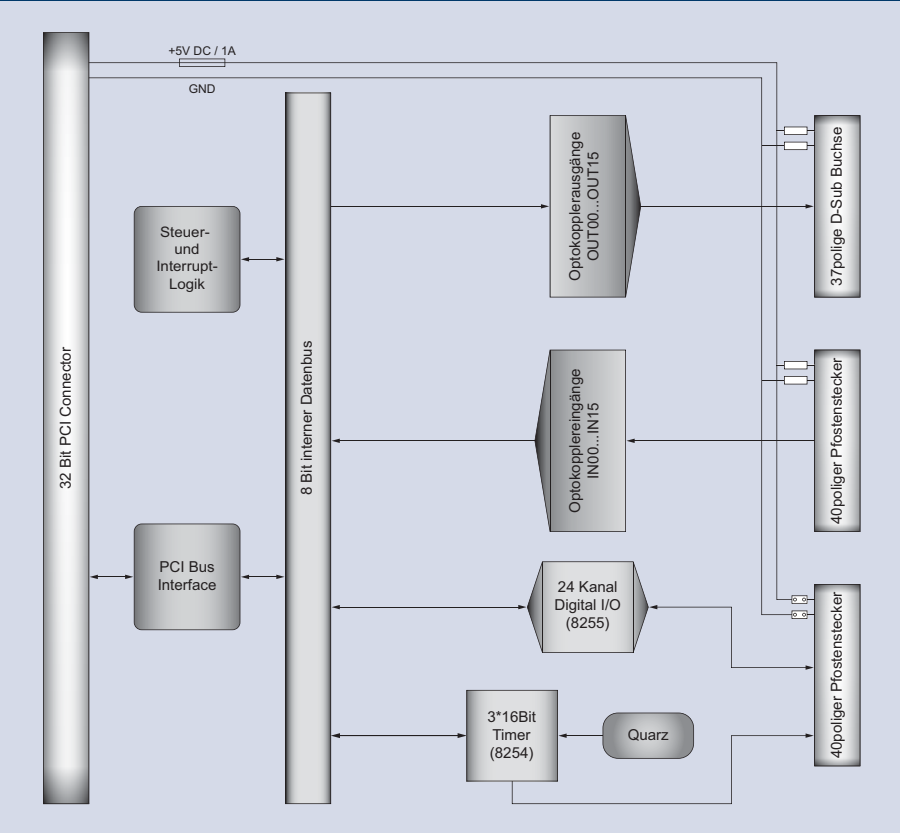 +5V DC / 1A
GND
32 Bit PCI Connector
Steuer-
und
Interrupt-
Logik
PCI Bus
Interface
8 Bit interner Datenbus
Optokopplerausgänge
OUT00...OUT15
37polige D-Sub Buchse
Optokopplereingänge
IN00...IN15
40poliger Pfostenstecker
24 Kanal
Digital I/O
(8255)
3*16Bit
Timer
(8254)
Quarz
40poliger Pfostenstecker